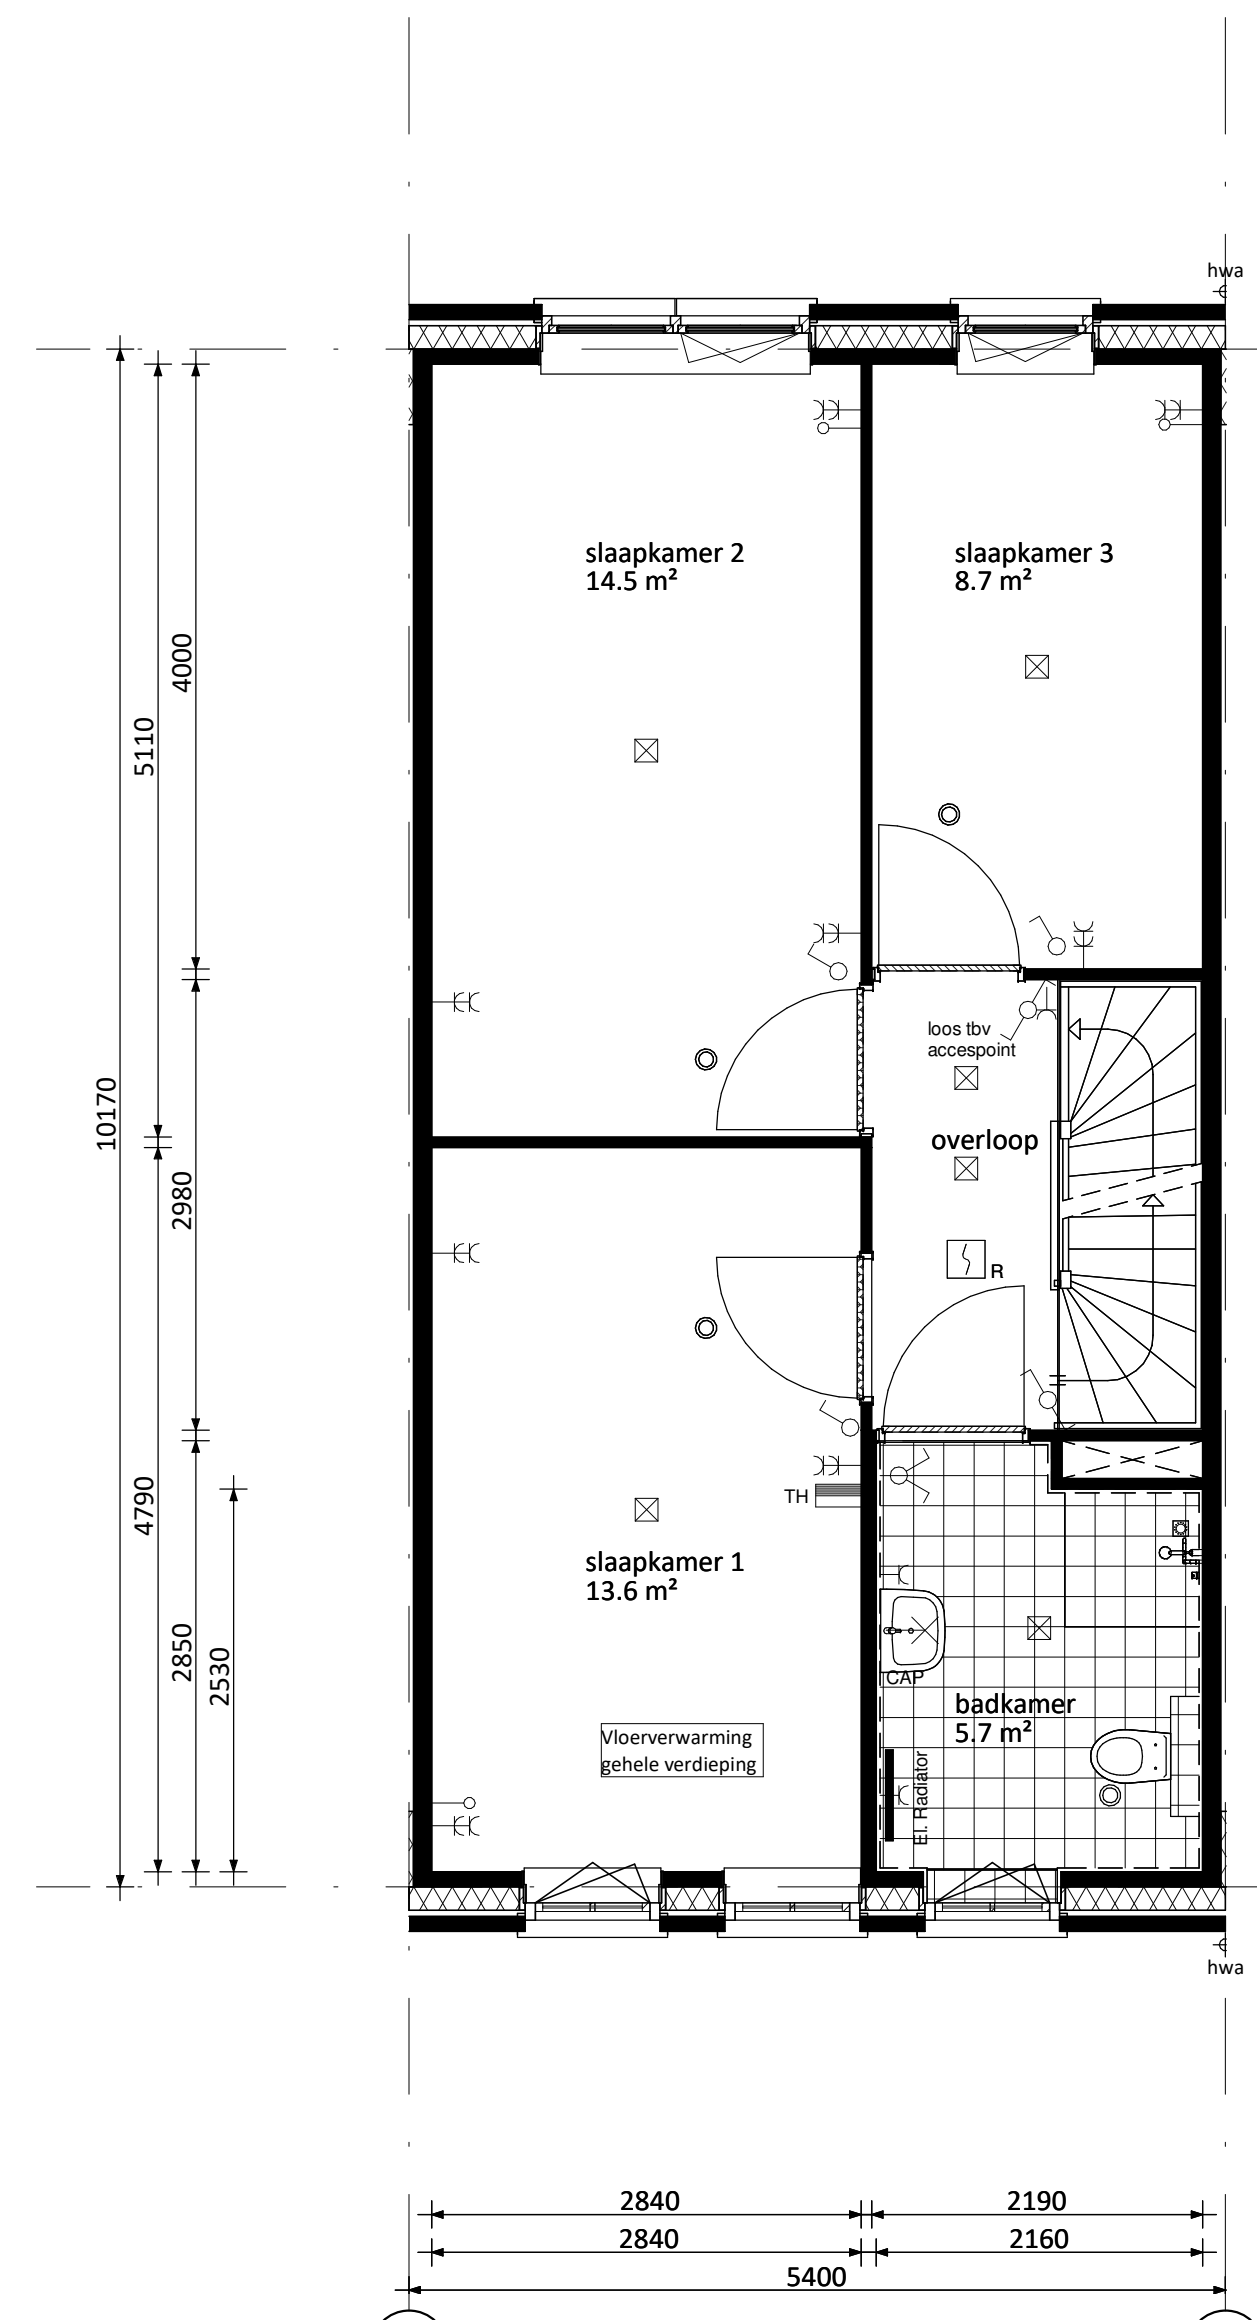 hwa
slaapkamer 2
14.5 m²
slaapkamer 3
8.7 m²
4000
5110
loos tbv
accespoint
10170
overloop
2980
R
4790
TH
slaapkamer 1
13.6 m²
2850
2530
CAP
badkamer
5.7 m²
Vloerverwarming
gehele verdieping
El. Radiator
hwa
2840
2190
2840
2160
5400